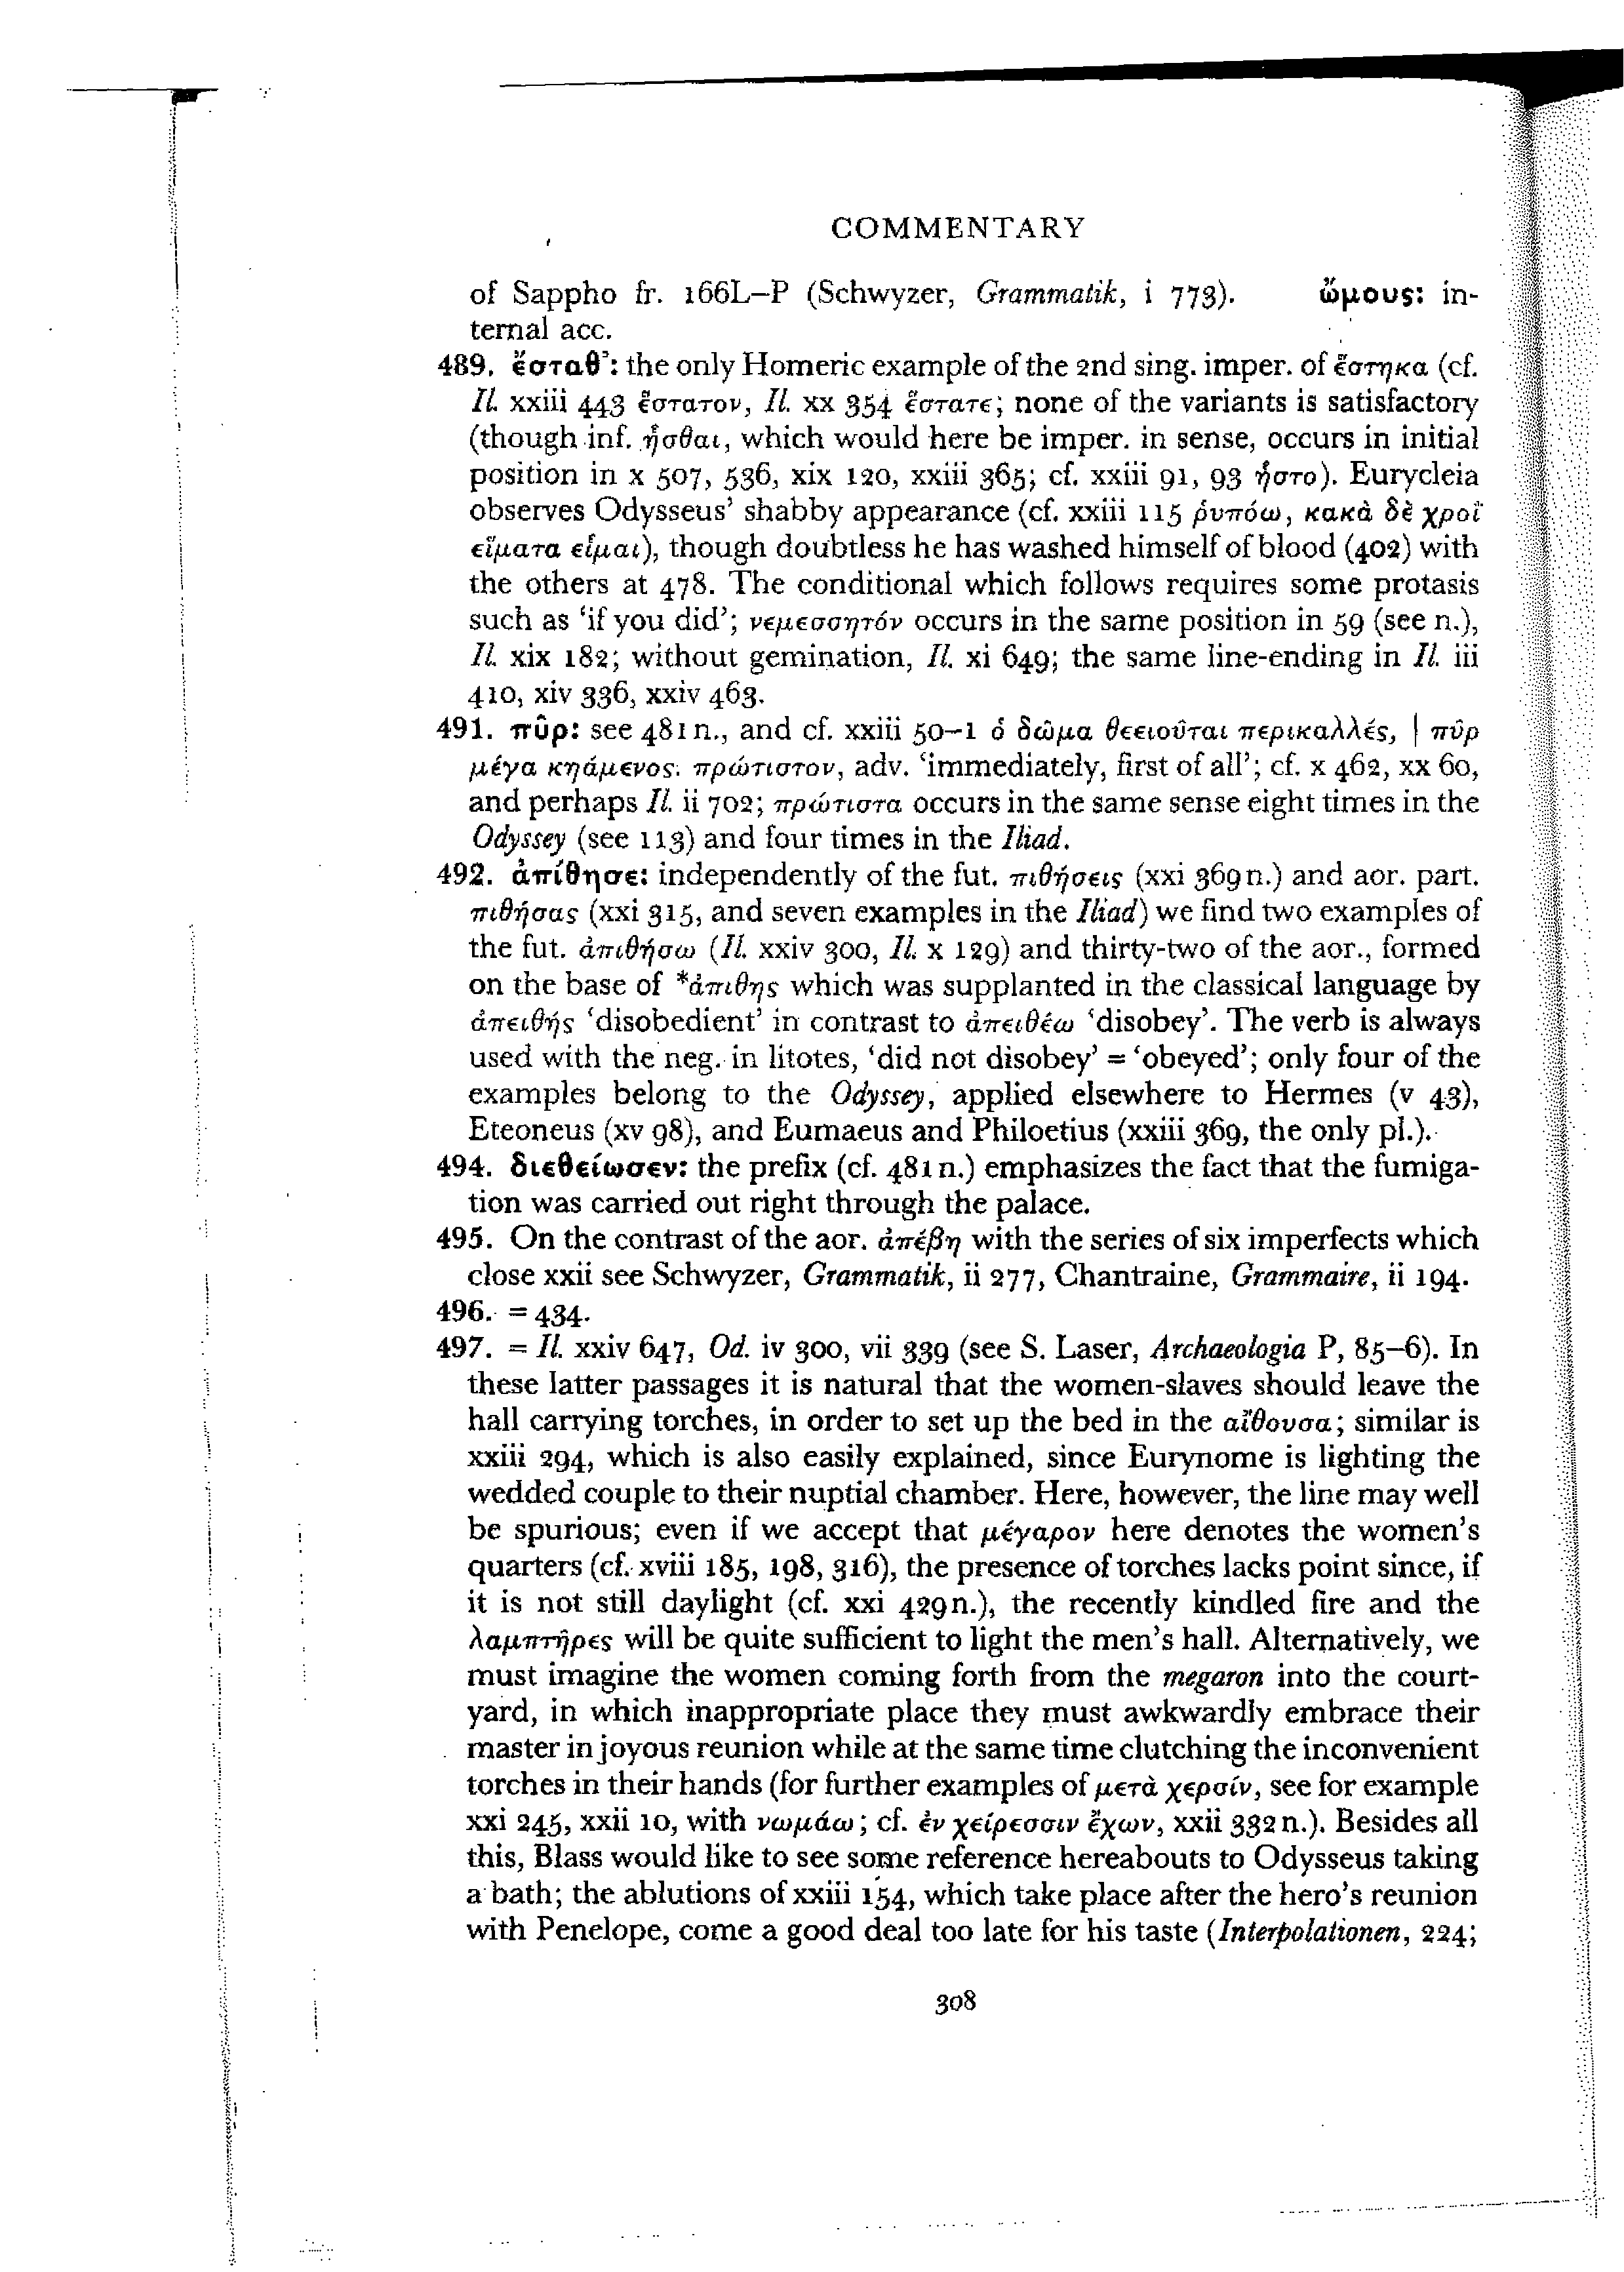 COMMENTARY
of Sappho fr. 166L–P (Schwyzer, Grammatik, i 773). ὤμους: in-
ternal acc.
489. ἕσταθ’: the only Homeric example of the 2nd sing. imper. of ἕστηκα (cf.
Il. xxiii 443 ἕστατον, Il. xx 354 ἕστατε; none of the variants is satisfactory
(though inf. ἧσθαι, which would here be imper. in sense, occurs in initial
position in x 507, 536, xix 120, xxiii 365; cf. xxiii 91, 93 ἧστο). Eurycleia
observes Odysseus’ shabby appearance (cf. xxiii 115 ῥυπόω, κακὰ δὲ χροῒ
εἵματα εἷμαι), though doubtless he has washed himself of blood (402) with
the others at 478. The conditional which follows requires some protasis
such as ‘if you did’; νεμεσσητόν occurs in the same position in 59 (see n.),
Il. xix 182; without gemination, Il. xi 649; the same line-ending in Il. iii
410, xiv 336, xxiv 463.
491. πῦρ: see 481 n., and cf. xxiii 50–1 ὁ δῶμα θεειοῦται περικαλλές, | πῦρ
μέγα κηάμενος. πρώτιστον, adv. ‘immediately, first of all’; cf. x 462, xx 60,
and perhaps Il. ii 702; πρώτιστα occurs in the same sense eight times in the
Odyssey (see 113) and four times in the Iliad.
492. ἀπίθησε: independently of the fut. πιθήσεις (xxi 369 n.) and aor. part.
πιθήσας (xxi 315, and seven examples in the Iliad) we find two examples of
the fut. ἀπιθήσω (Il. xxiv 300, Il. x 129) and thirty-two of the aor., formed
on the base of *ἀπιθης which was supplanted in the classical language by
ἀπειθής ‘disobedient’ in contrast to ἀπειθέω ‘disobey’. The verb is always
used with the neg. in litotes, ‘did not disobey’ = ‘obeyed’; only four of the
examples belong to the Odyssey, applied elsewhere to Hermes (v 43),
Eteoneus (xv 98), and Eumaeus and Philoetius (xxiii 369, the only pl.).
494. διεθείωσεν: the prefix (cf. 481 n.) emphasizes the fact that the fumiga-
tion was carried out right through the palace.
495. On the contrast of the aor. ἀπέβη with the series of six imperfects which
close xxii see Schwyzer, Grammatik, ii 277, Chantraine, Grammaire, ii 194.
496. = 434.
497. = Il. xxiv 647, Od. iv 300, vii 339 (see S. Laser, Archaeologia P, 85–6). In
these latter passages it is natural that the women-slaves should leave the
hall carrying torches, in order to set up the bed in the αἴθουσα; similar is
xxiii 294, which is also easily explained, since Eurynome is lighting the
wedded couple to their nuptial chamber. Here, however, the line may well
be spurious; even if we accept that μέγαρον here denotes the women’s
quarters (cf. xviii 185, 198, 316), the presence of torches lacks point since, if
it is not still daylight (cf. xxi 429 n.), the recently kindled fire and the
λαμπτῆρες will be quite sufficient to light the men’s hall. Alternatively, we
must imagine the women coming forth from the megaron into the court-
yard, in which inappropriate place they must awkwardly embrace their
master in joyous reunion while at the same time clutching the inconvenient
torches in their hands (for further examples of μετὰ χερσίν, see for example
xxi 245, xxii 10, with νωμάω; cf. ἐν χείρεσσιν ἔχων, xxii 332 n.). Besides all
this, Blass would like to see some reference hereabouts to Odysseus taking
a bath; the ablutions of xxiii 154, which take place after the hero’s reunion
with Penelope, come a good deal too late for his taste (Interpolationen, 224;
308